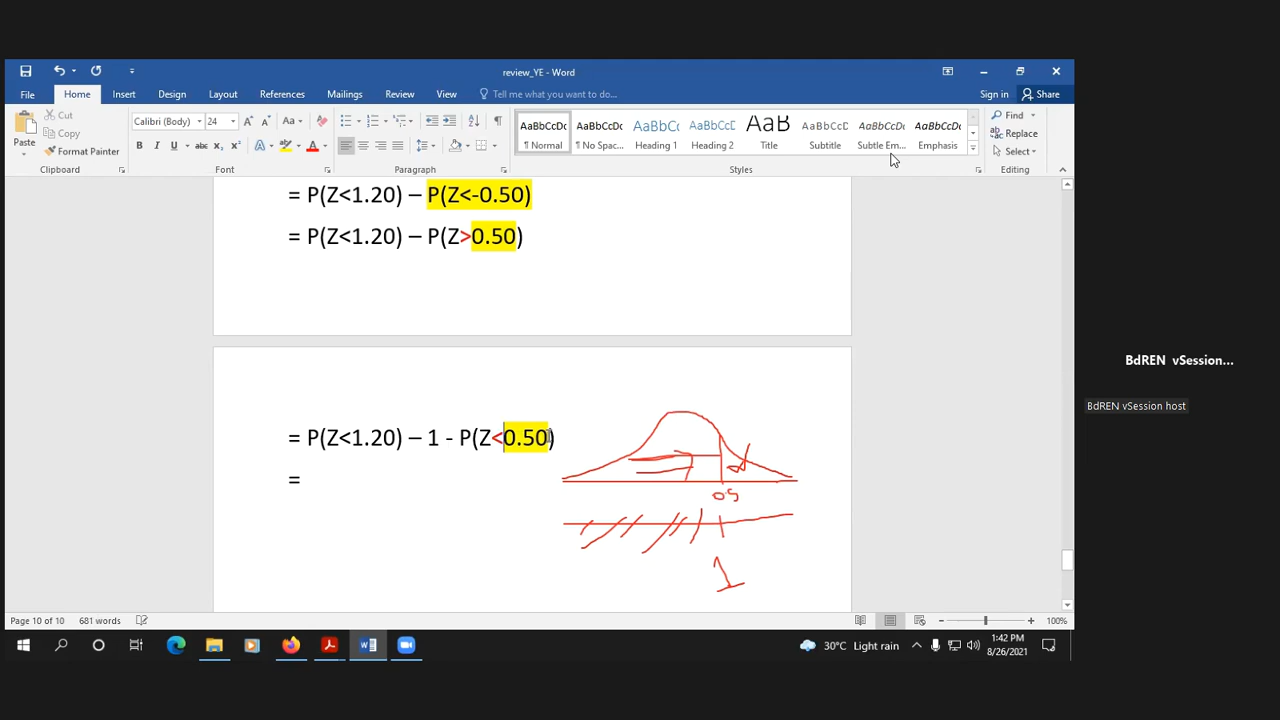 review_YE - Word
Sign in Share
File Home Insert Design Layout References Mailings Review View Tell me what you want to do...
Paste Cut Copy Format Painter
Calibri (Body) 24
AaBbCcDc AaBbCcDc AaBbCc AaBbCcC AaB AaBbCcD AaBbCcDc AaBbCcDc
¶ Normal ¶ No Spac... Heading 1 Heading 2 Title Subtitle Subtle Em... Emphasis
Find Replace Select
Clipboard Font Paragraph Styles Editing
= P(Z<1.20) – P(Z<-0.50)
= P(Z<1.20) – P(Z>0.50)
= P(Z<1.20) – 1 - P(Z<0.50)
=
05
1
BdREN vSession...
BdREN vSession host
Page 10 of 10 681 words 100%
30°C Light rain 1:42 PM
8/26/2021